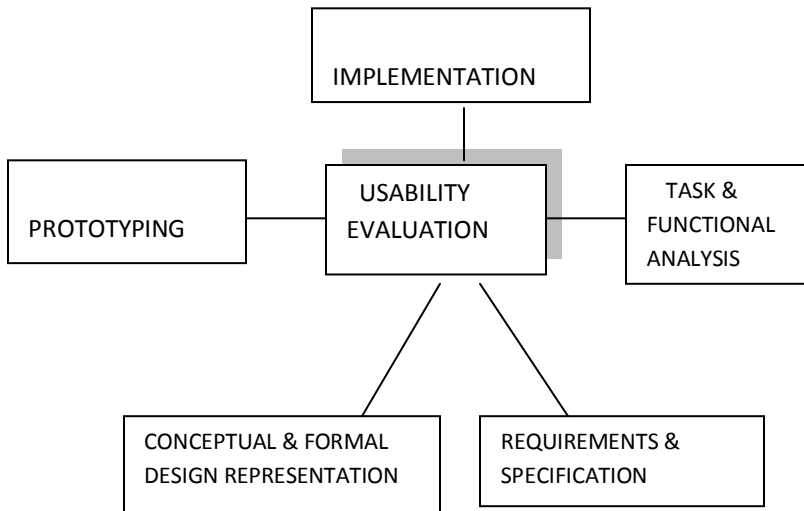 IMPLEMENTATION
PROTOTYPING
USABILITY
EVALUATION
TASK &
FUNCTIONAL
ANALYSIS
CONCEPTUAL & FORMAL
DESIGN REPRESENTATION
REQUIREMENTS &
SPECIFICATION